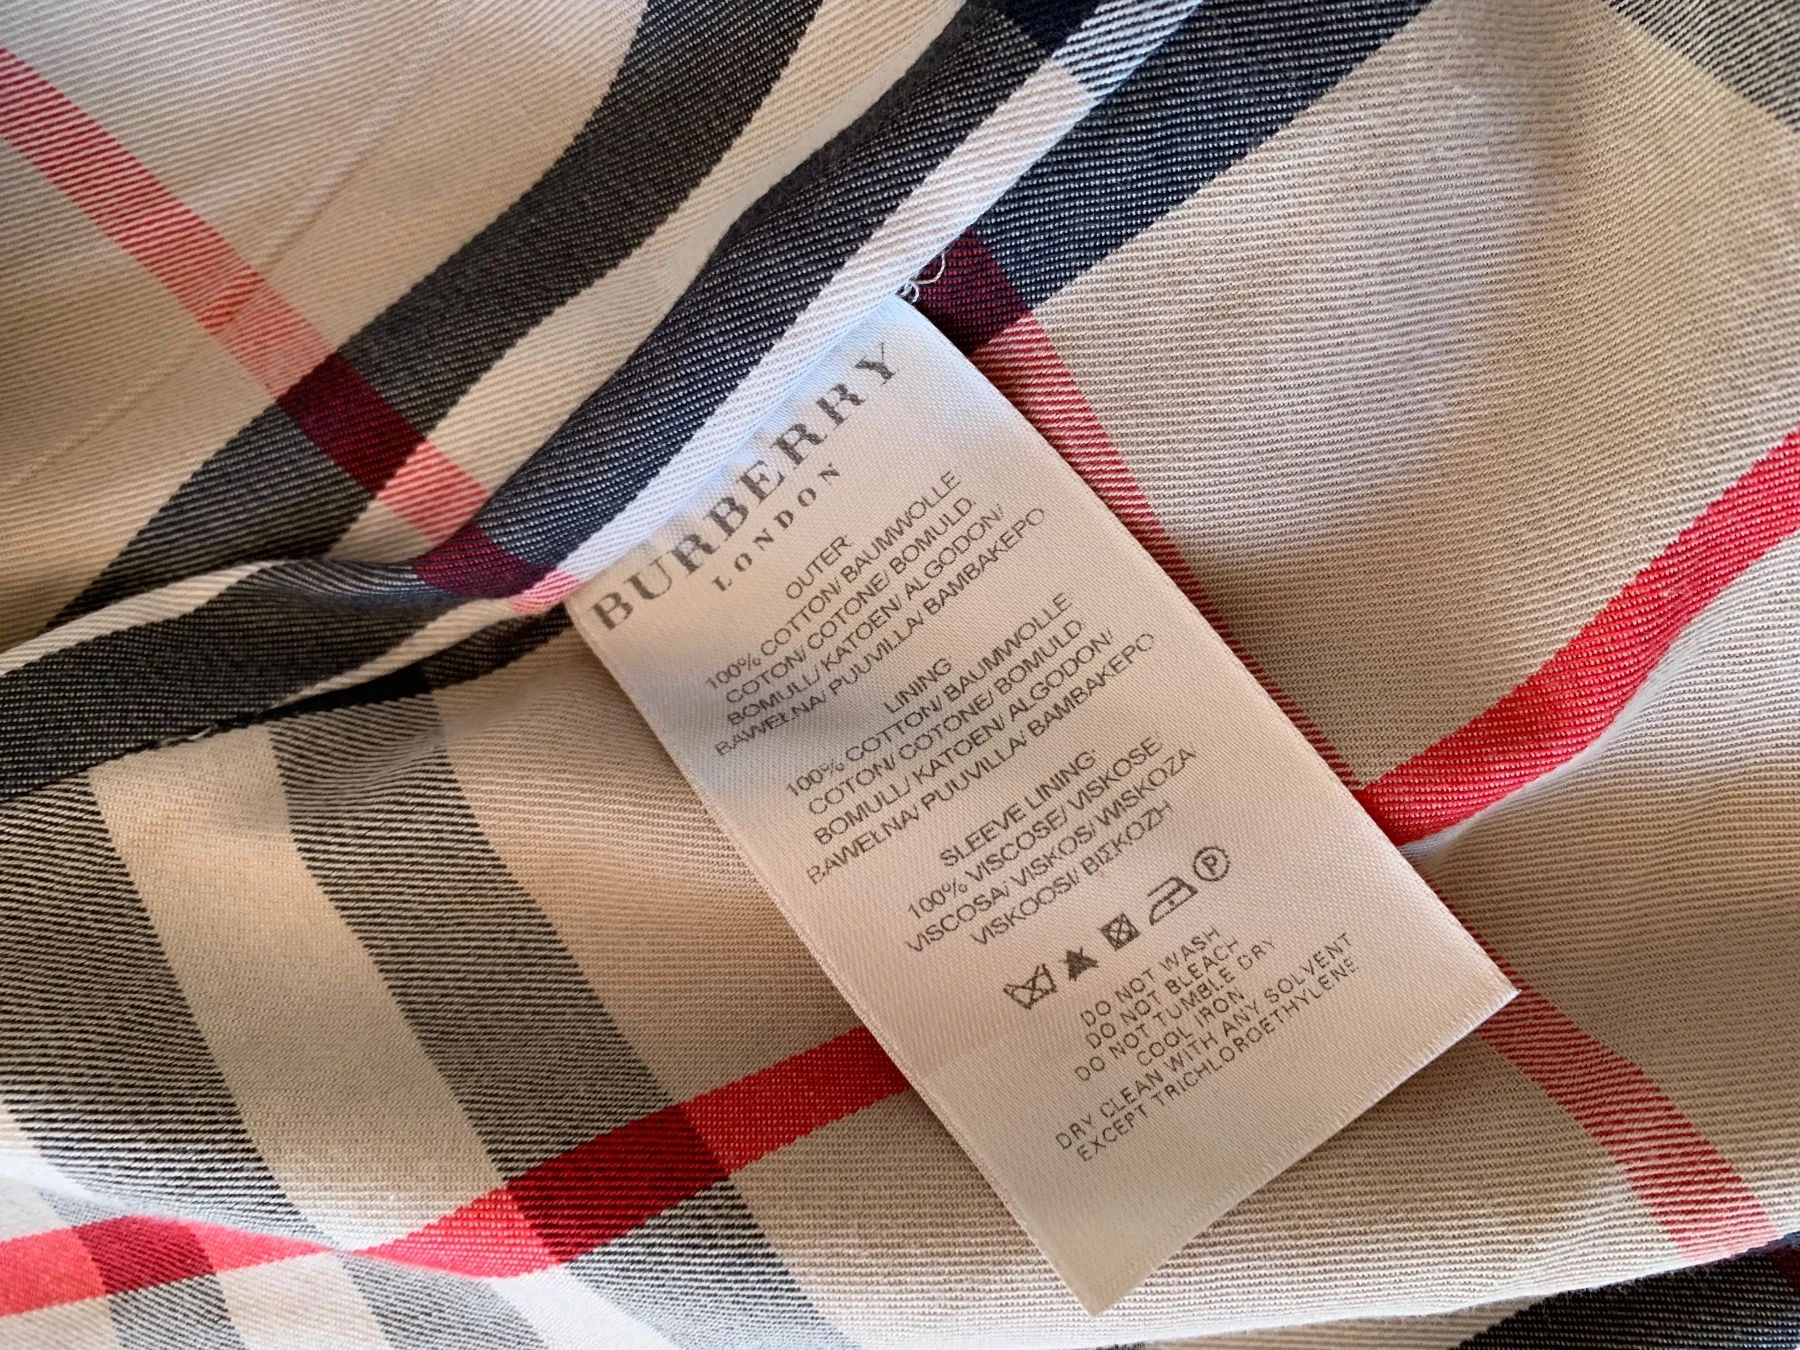 BURBERRY
LONDON
OUTER
100% COTTON/ BAUMWOLLE
COTON/ COTONE/ BOMULD.
BOMULL/ KATOEN/ ALGODON/
BAWEŁNA/ PUUVILLA/ BAMBAKEPO
LINING:
100% COTTON/ BAUMWOLLE
COTON/ COTONE/ BOMULD.
BOMULL/ KATOEN/ ALGODON/
BAWEŁNA/ PUUVILLA/ BAMBAKEPO
SLEEVE LINING:
100% VISCOSE/ VISKOSE
VISCOSA/ VISKOS/ WISKOZA
VISKOOSI/ ΒΙΣΚΟΖΗ
P
DO NOT WASH
DO NOT BLEACH
DO NOT TUMBLE DRY
COOL IRON
DRY CLEAN WITH ANY SOLVENT
EXCEPT TRICHLOROETHYLENE